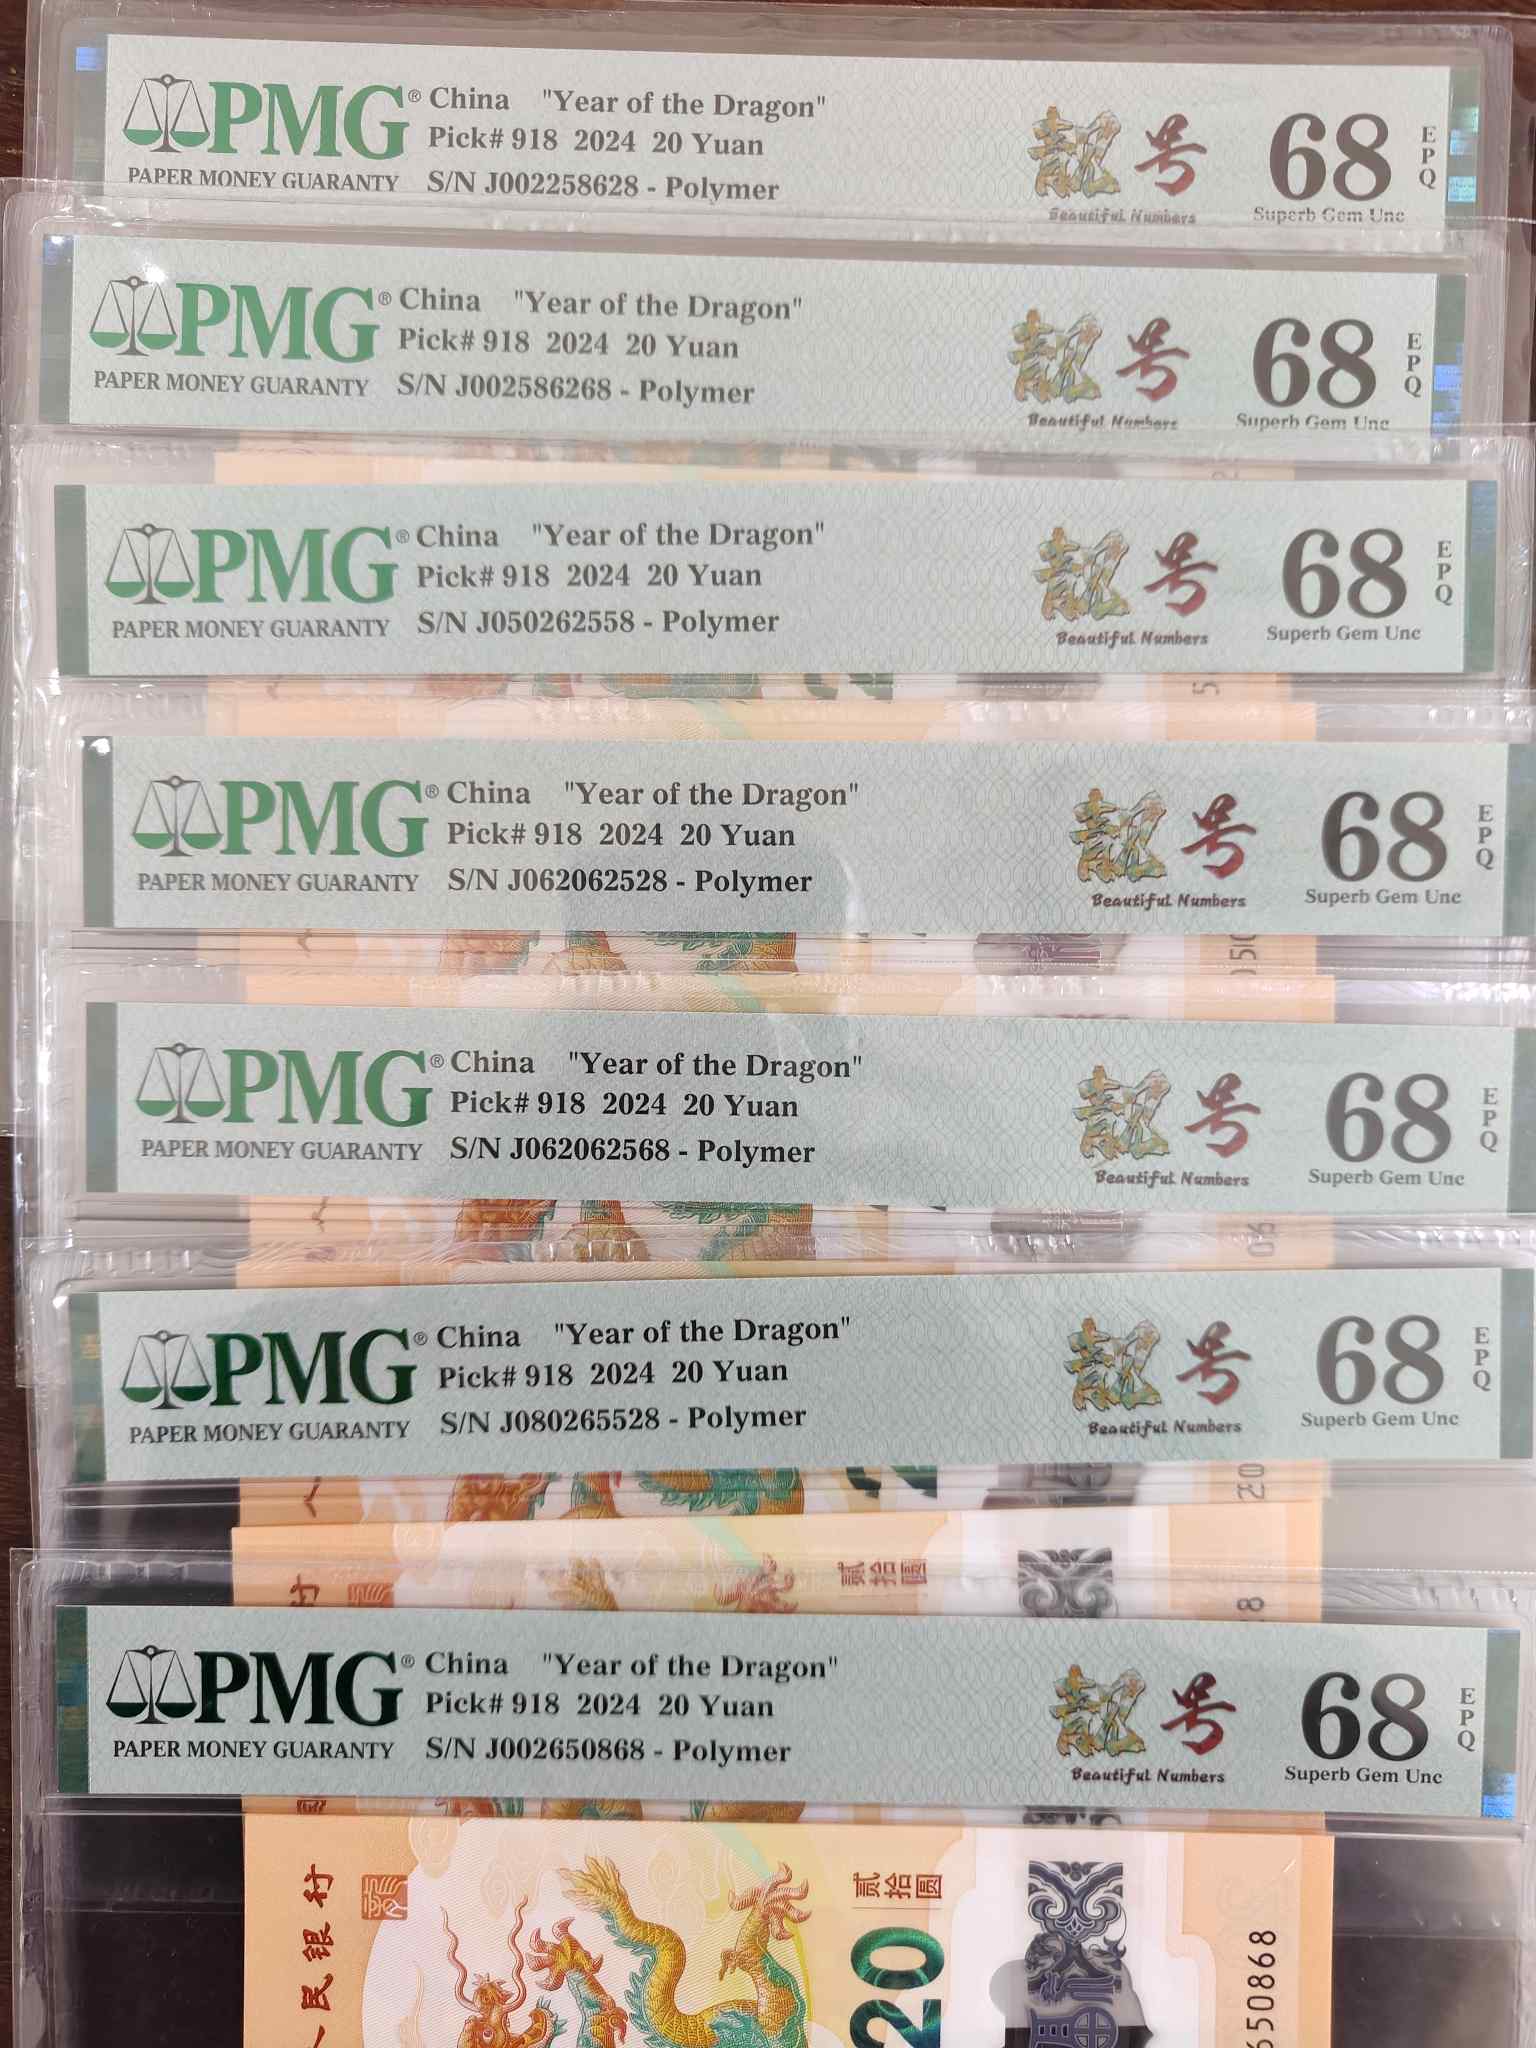 PMG® China "Year of the Dragon"
Pick# 918 2024 20 Yuan
PAPER MONEY GUARANTY S/N J002258628 - Polymer
靓号
Beautiful Numbers
68 EPQ
Superb Gem Unc
PMG® China "Year of the Dragon"
Pick# 918 2024 20 Yuan
PAPER MONEY GUARANTY S/N J002586268 - Polymer
靓号
Beautiful Numbers
68 EPQ
Superb Gem Unc
PMG® China "Year of the Dragon"
Pick# 918 2024 20 Yuan
PAPER MONEY GUARANTY S/N J050262558 - Polymer
靓号
Beautiful Numbers
68 EPQ
Superb Gem Unc
PMG® China "Year of the Dragon"
Pick# 918 2024 20 Yuan
PAPER MONEY GUARANTY S/N J062062528 - Polymer
靓号
Beautiful Numbers
68 EPQ
Superb Gem Unc
PMG® China "Year of the Dragon"
Pick# 918 2024 20 Yuan
PAPER MONEY GUARANTY S/N J062062568 - Polymer
靓号
Beautiful Numbers
68 EPQ
Superb Gem Unc
PMG® China "Year of the Dragon"
Pick# 918 2024 20 Yuan
PAPER MONEY GUARANTY S/N J080265528 - Polymer
靓号
Beautiful Numbers
68 EPQ
Superb Gem Unc
贰拾圆
PMG® China "Year of the Dragon"
Pick# 918 2024 20 Yuan
PAPER MONEY GUARANTY S/N J002650868 - Polymer
靓号
Beautiful Numbers
68 EPQ
Superb Gem Unc
人民银行
贰拾圆
20
650868